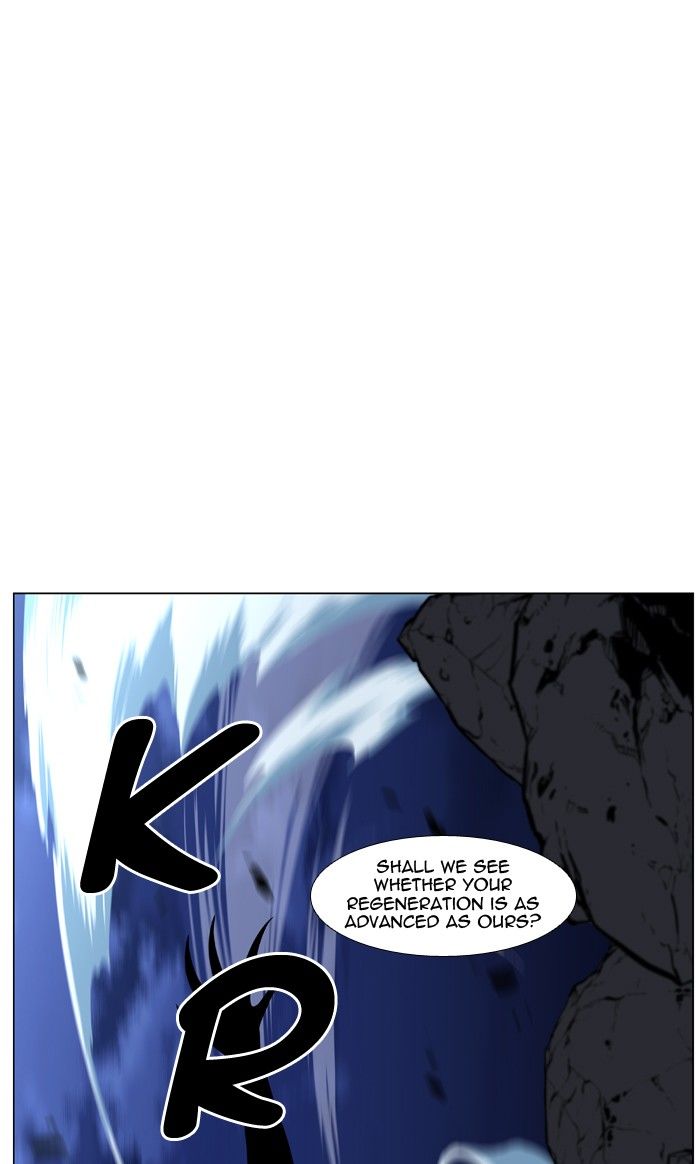 K
SHALL WE SEE
WHETHER YOUR
REGENERATION IS AS
ADVANCED AS OURS?
R